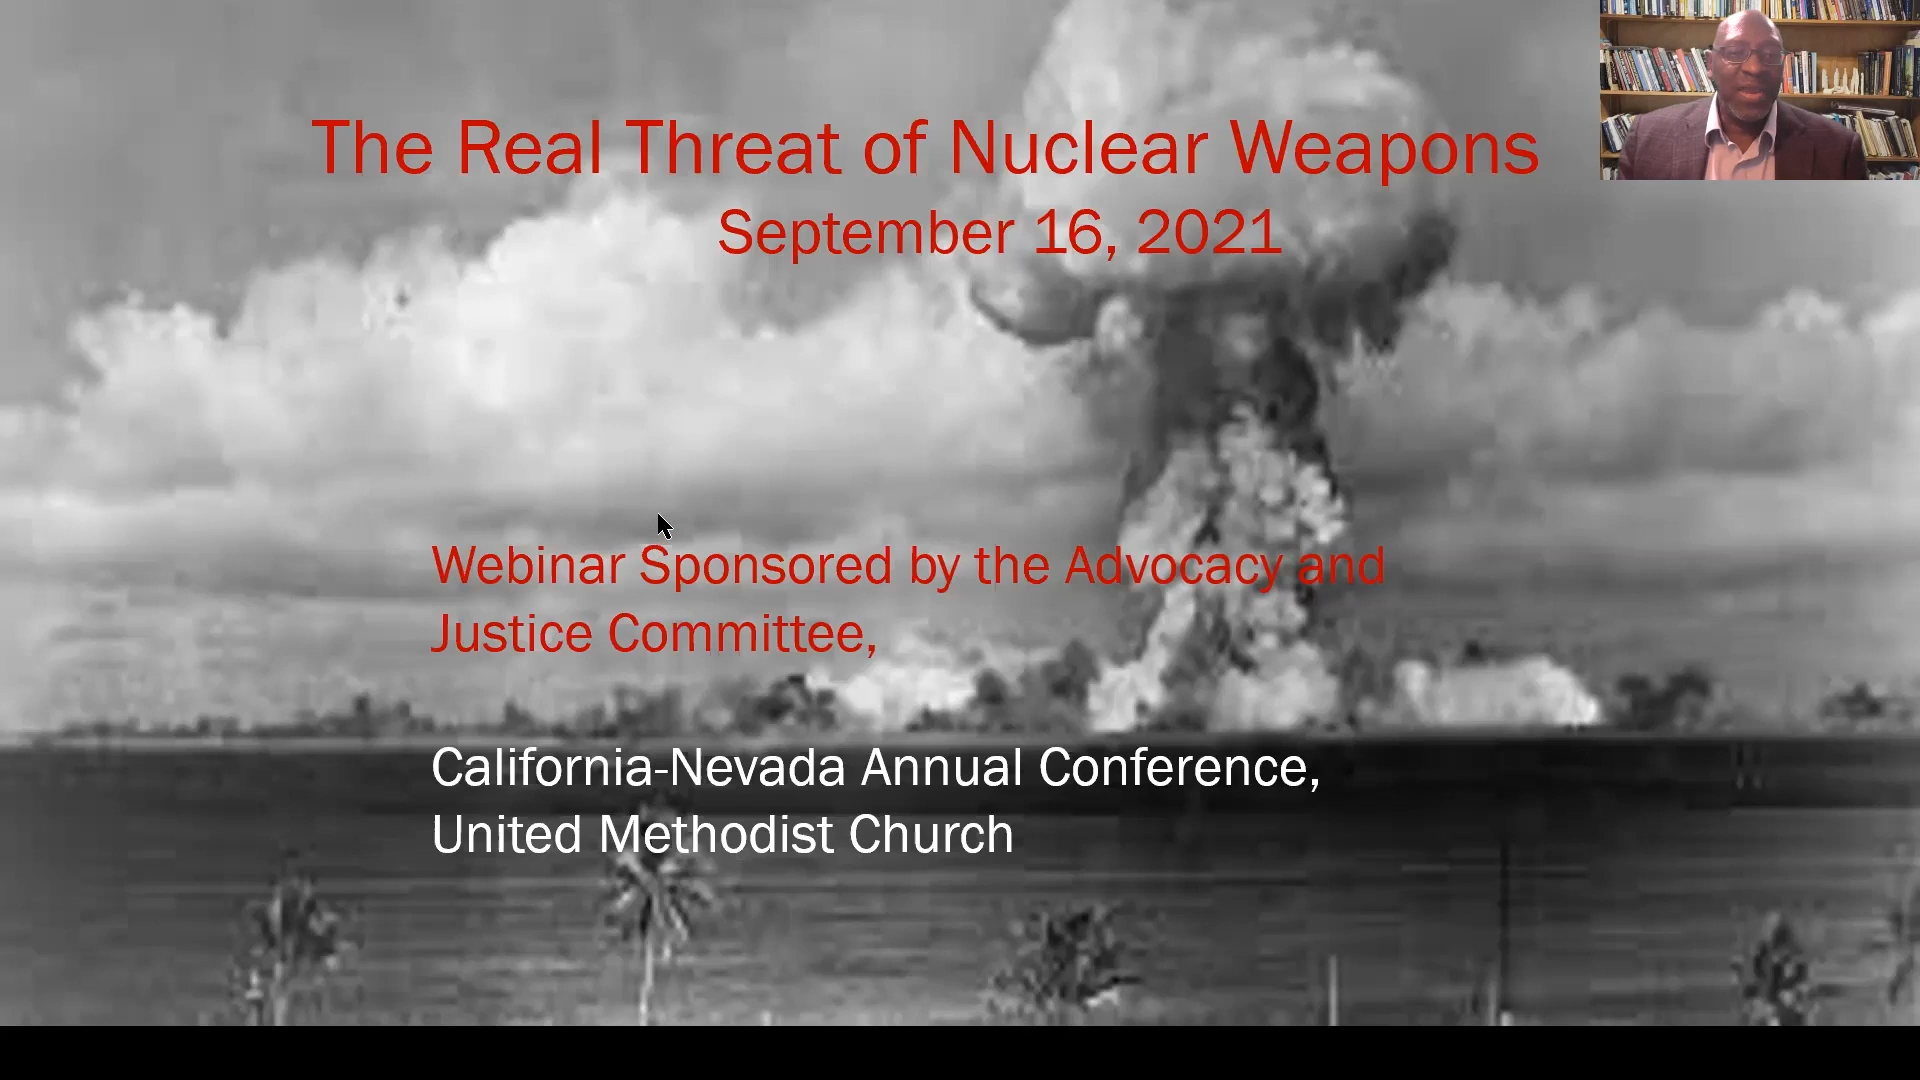 The Real Threat of Nuclear Weapons
September 16, 2021
Webinar Sponsored by the Advocacy and
Justice Committee,
California-Nevada Annual Conference,
United Methodist Church